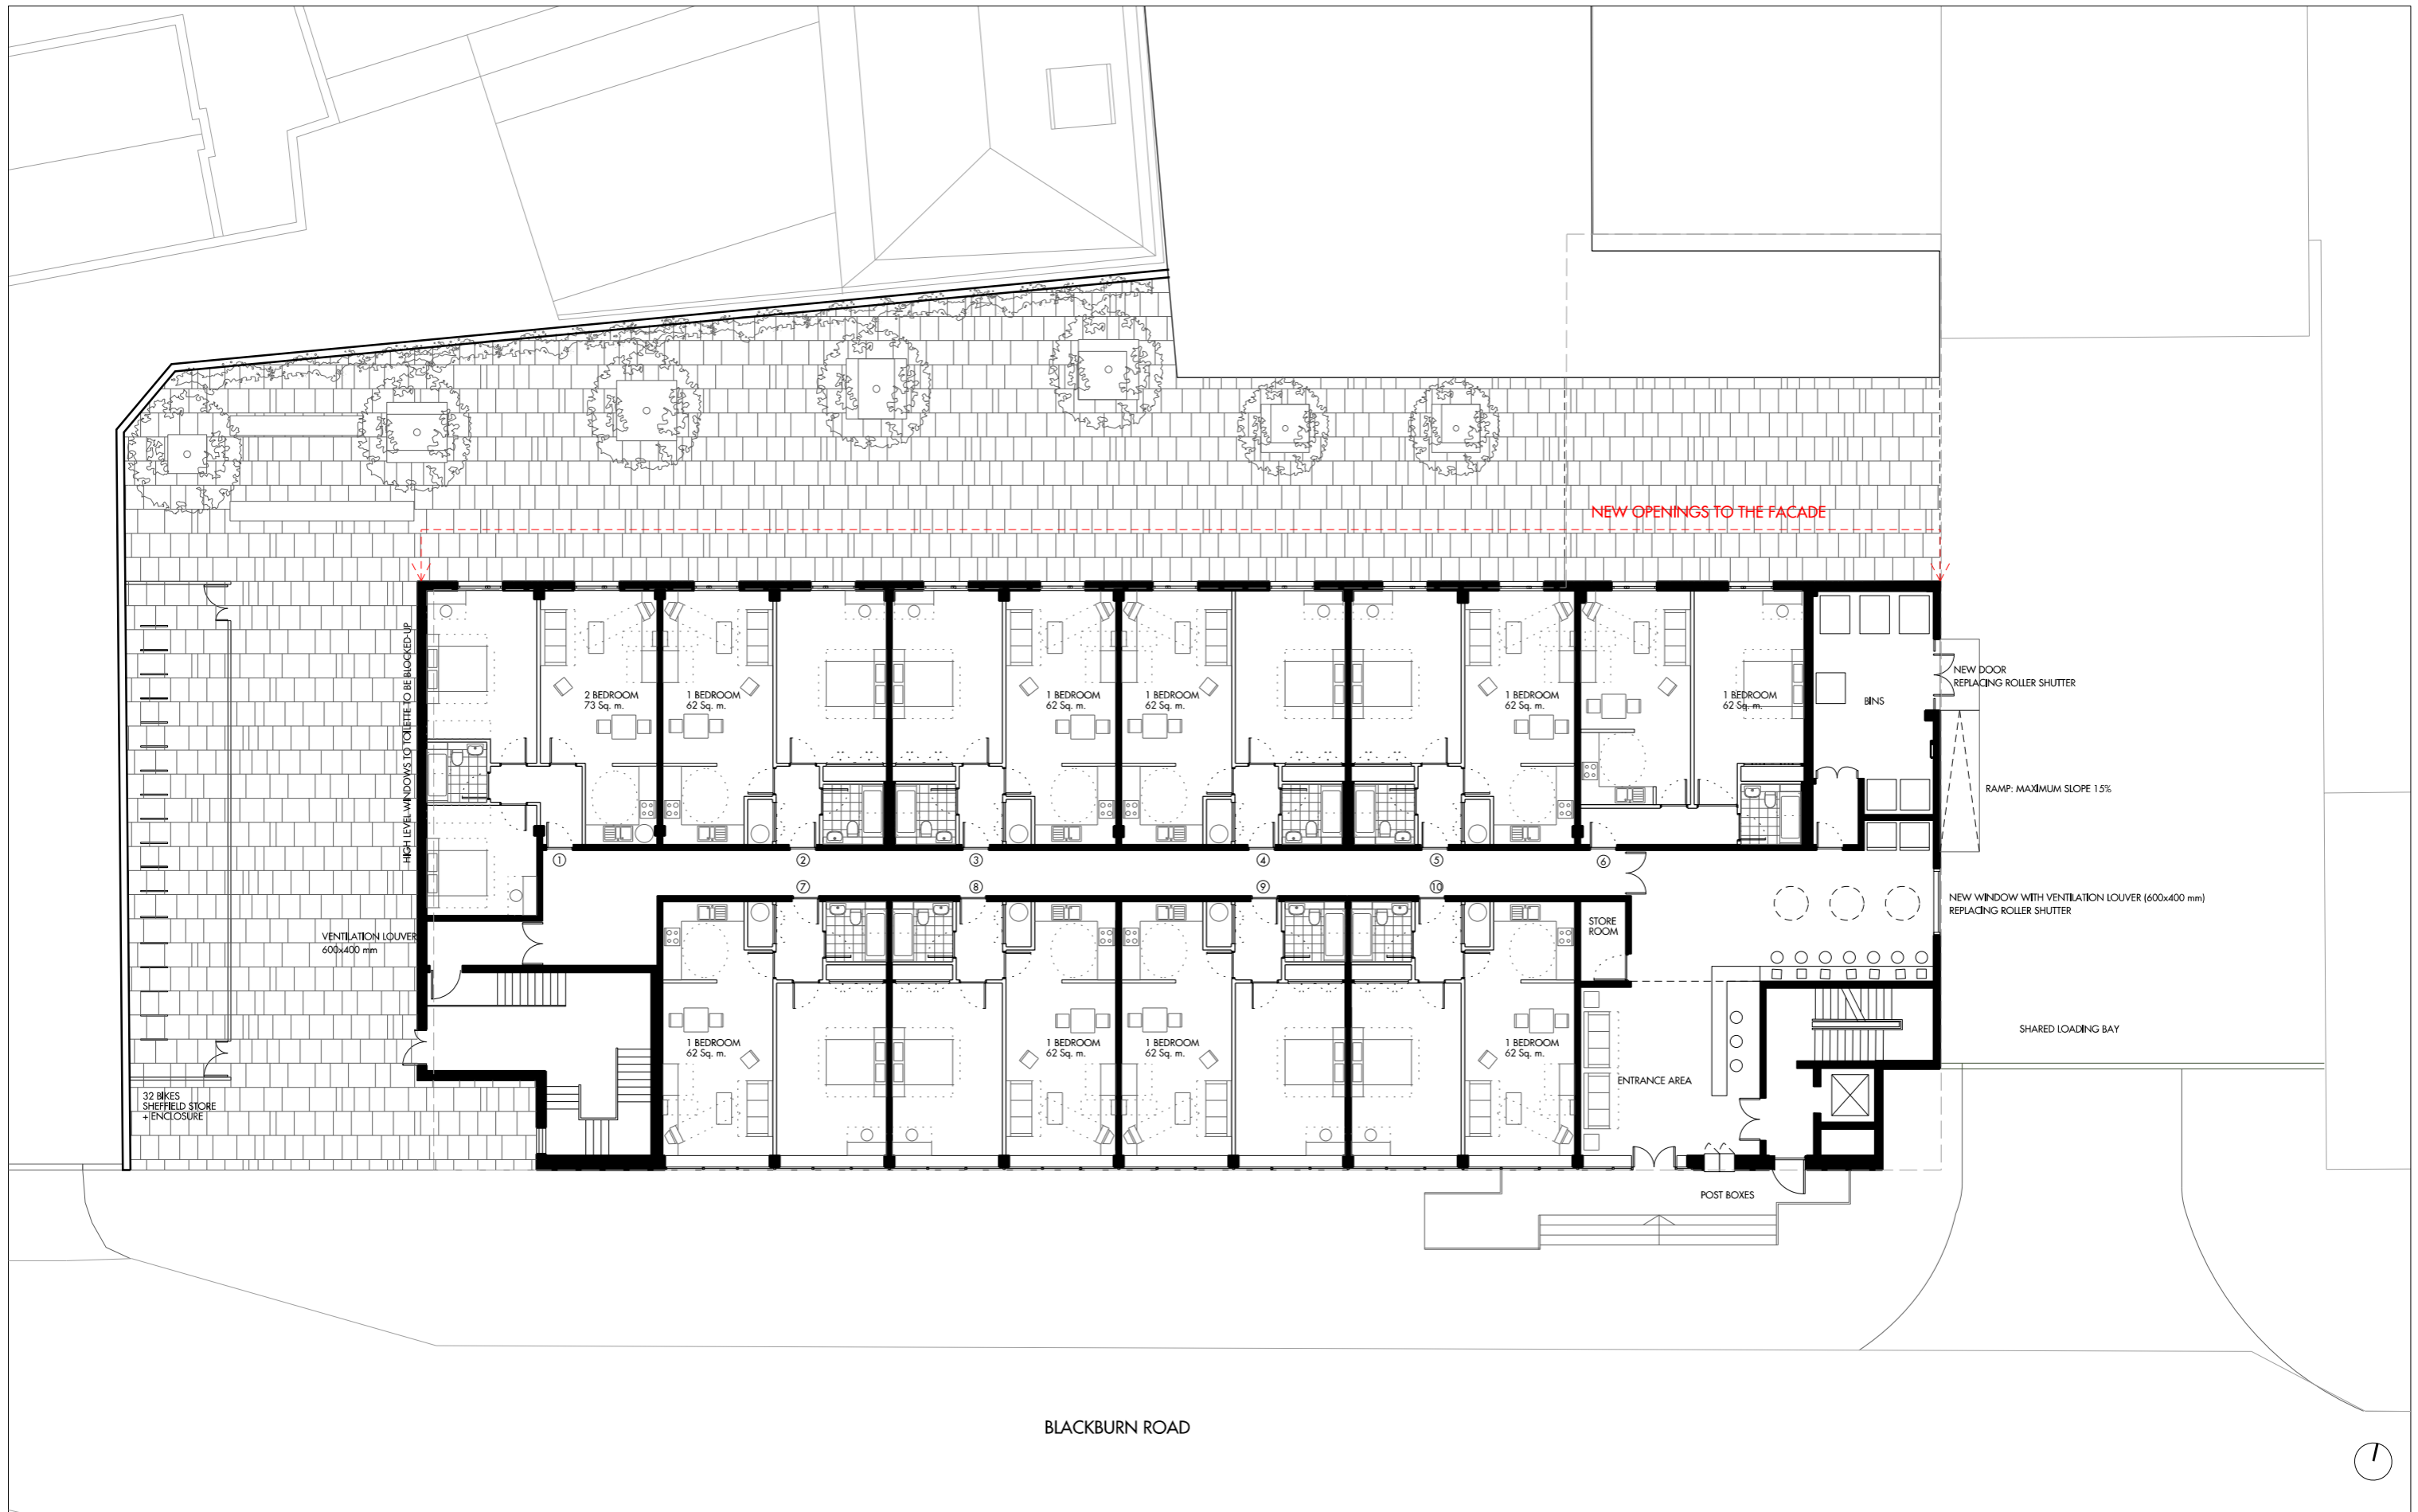 NEW OPENINGS TO THE FACADE
HIGH LEVEL WINDOWS TO TOILETTE TO BE BLOCKED-UP
2 BEDROOM
73 Sq. m.
1 BEDROOM
62 Sq. m.
1 BEDROOM
62 Sq. m.
1 BEDROOM
62 Sq. m.
1 BEDROOM
62 Sq. m.
1 BEDROOM
62 Sq. m.
BINS
NEW DOOR
REPLACING ROLLER SHUTTER
RAMP: MAXIMUM SLOPE 15%
1
2
3
4
5
6
7
8
9
10
NEW WINDOW WITH VENTILATION LOUVER (600x400 mm)
REPLACING ROLLER SHUTTER
STORE
ROOM
VENTILATION LOUVER
600x400 mm
1 BEDROOM
62 Sq. m.
1 BEDROOM
62 Sq. m.
1 BEDROOM
62 Sq. m.
1 BEDROOM
62 Sq. m.
SHARED LOADING BAY
ENTRANCE AREA
32 BIKES
SHEFFIELD STORE
+ ENCLOSURE
POST BOXES
BLACKBURN ROAD